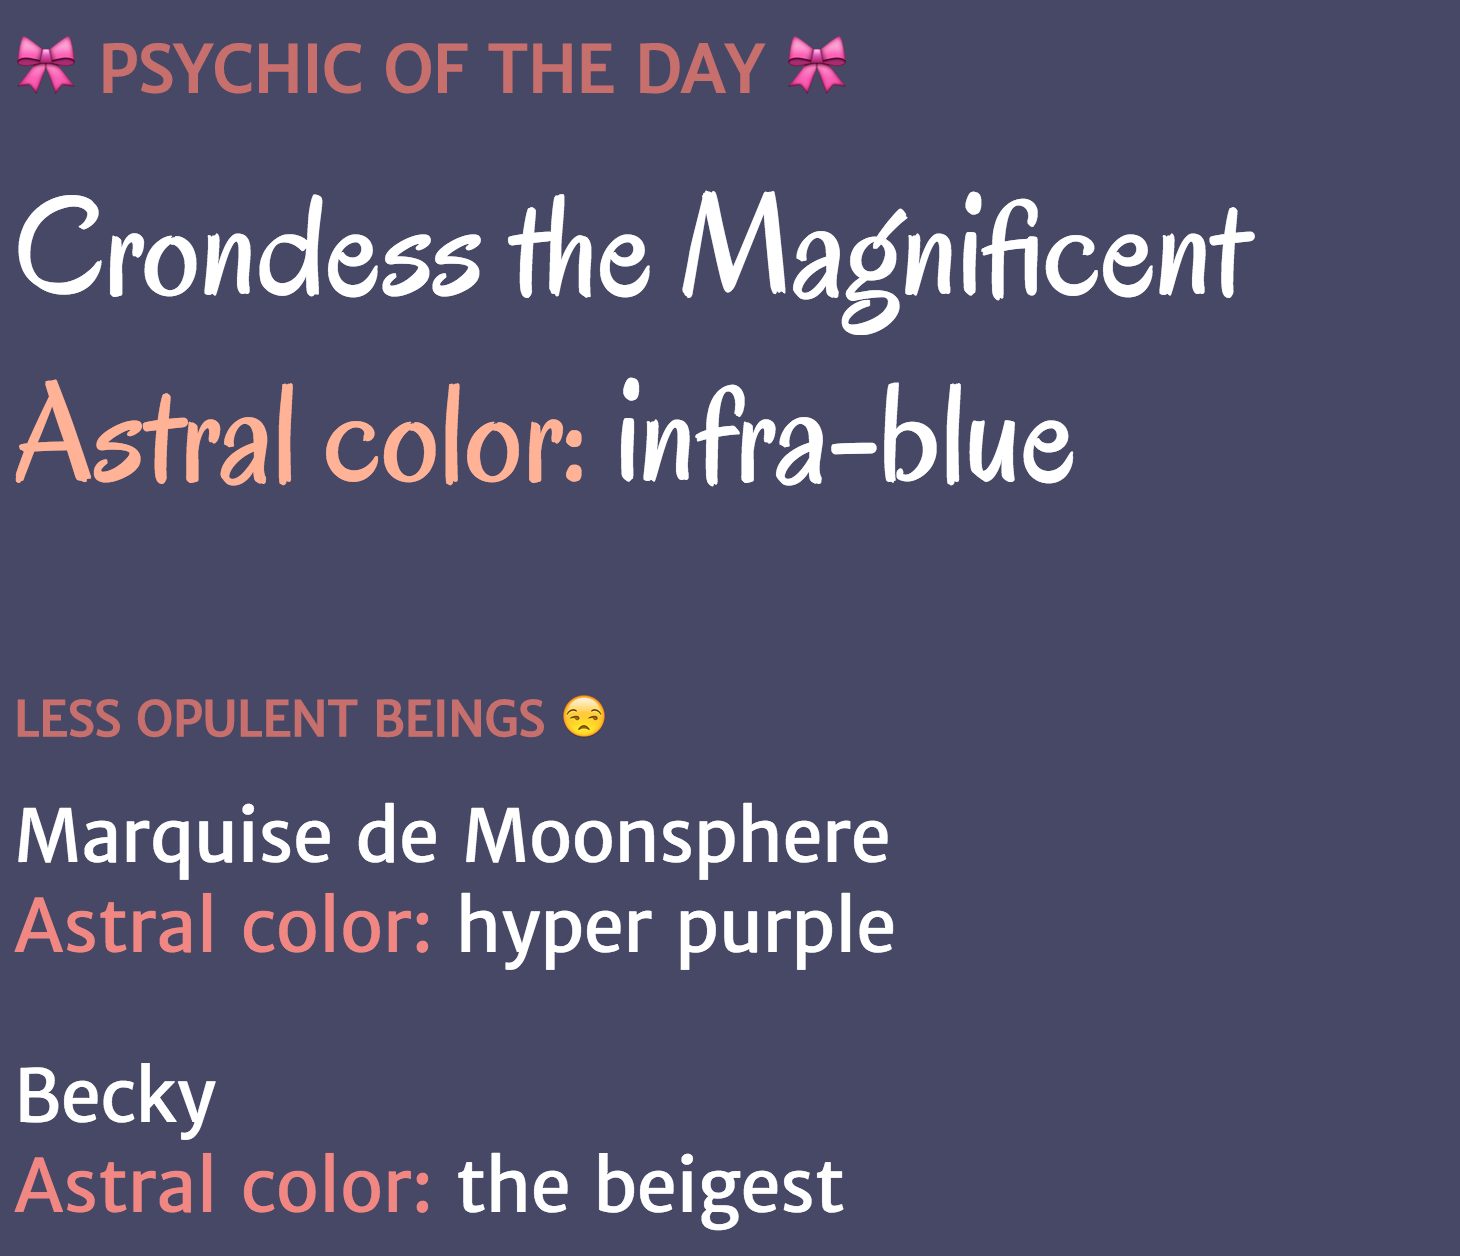 🎀 PSYCHIC OF THE DAY 🎀
Crondess the Magnificent
Astral color: infra-blue
LESS OPULENT BEINGS 😒
Marquise de Moonsphere
Astral color: hyper purple
Becky
Astral color: the beigest